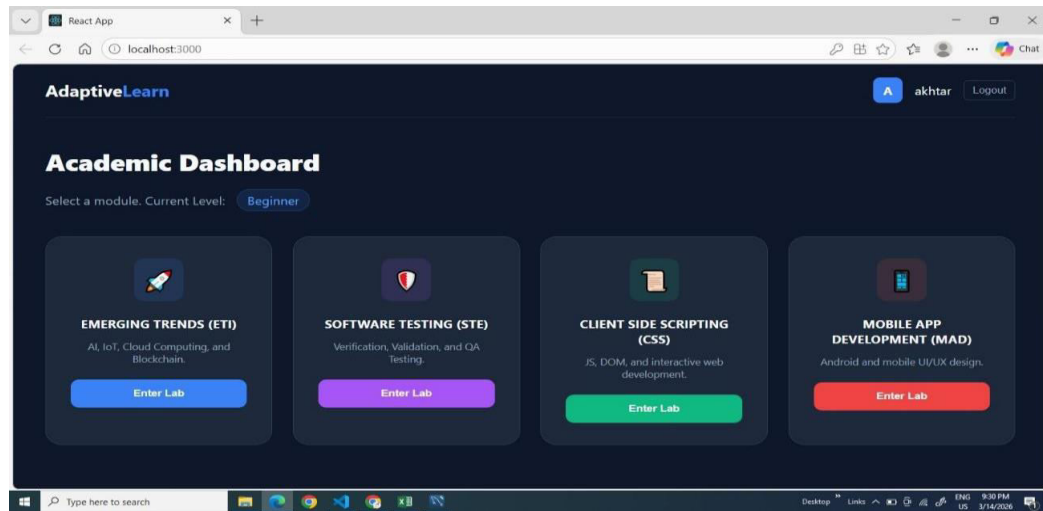 React App
localhost:3000
Chat
AdaptiveLearn
A akhtar Logout
Academic Dashboard
Select a module. Current Level: Beginner
EMERGING TRENDS (ETI)
AI, IoT, Cloud Computing, and
Blockchain.
Enter Lab
SOFTWARE TESTING (STE)
Verification, Validation, and QA
Testing.
Enter Lab
CLIENT SIDE SCRIPTING
(CSS)
JS, DOM, and interactive web
development.
Enter Lab
MOBILE APP
DEVELOPMENT (MAD)
Android and mobile UI/UX design.
Enter Lab
Type here to search
Desktop » Links
ENG
US
9:30 PM
3/14/2026